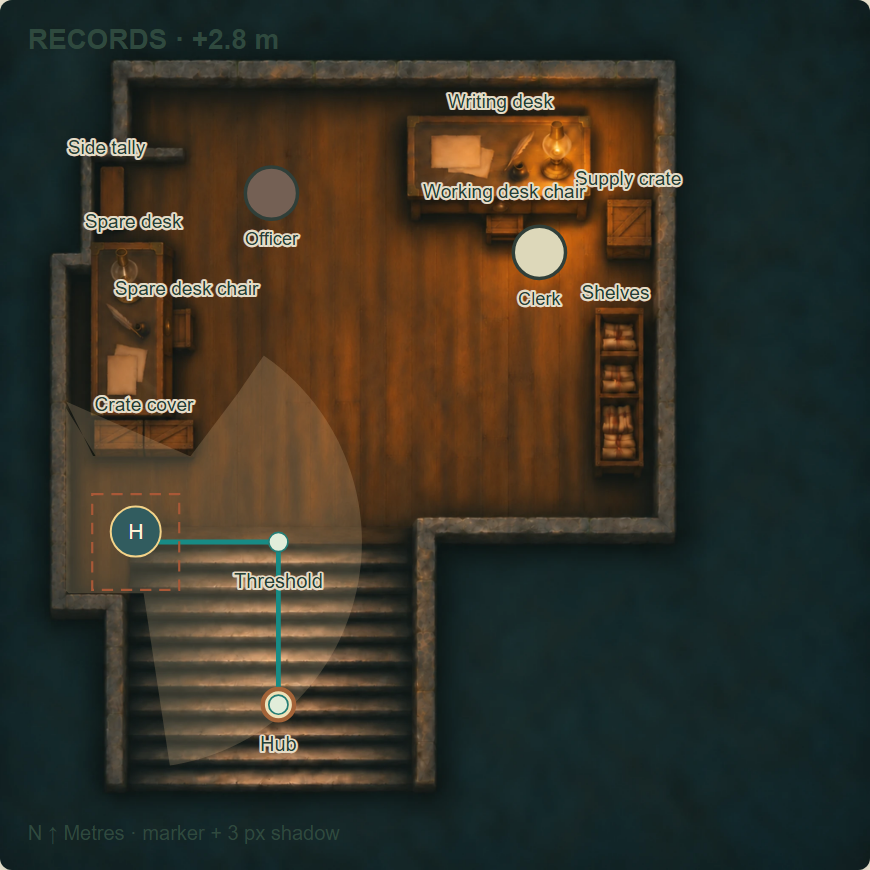 RECORDS · +2.8 m
Writing desk
Side tally
Working desk chair
Supply crate
Spare desk
Officer
Spare desk chair
Clerk
Shelves
Crate cover
H
Threshold
Hub
N ↑ Metres · marker + 3 px shadow